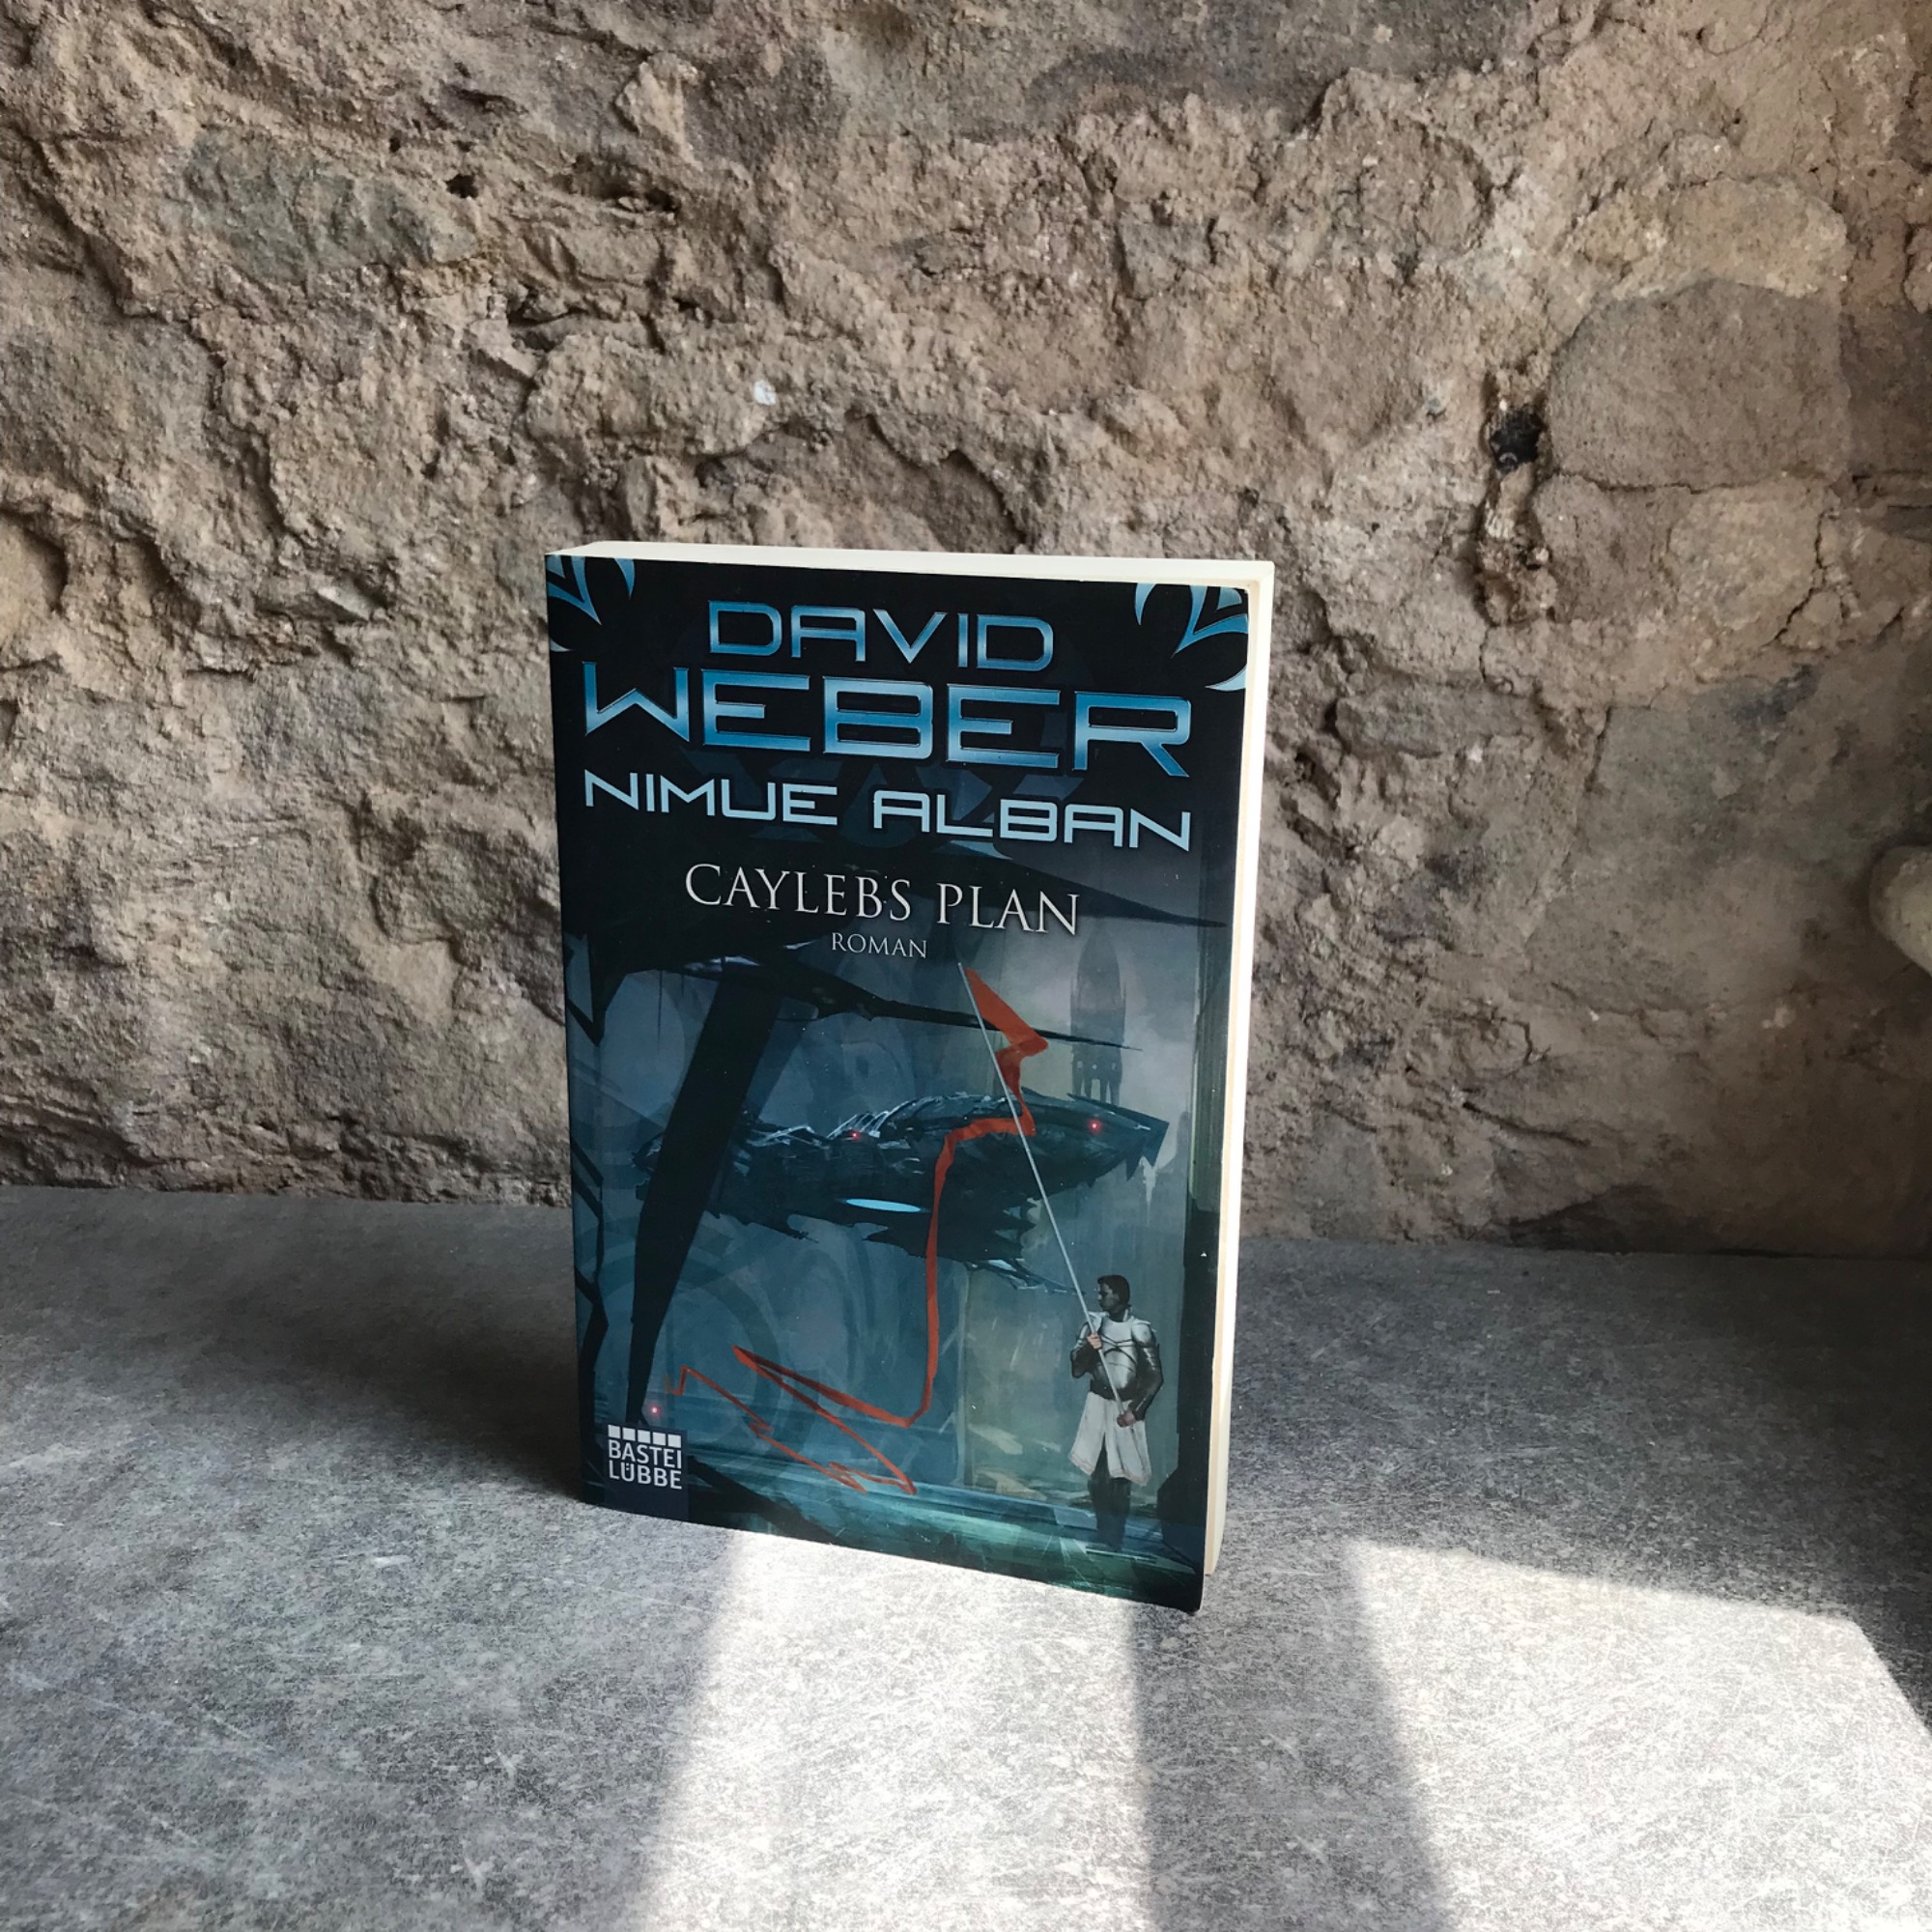 DAVID
WEBER
NIMUE ALBAN
CAYLEBS PLAN
ROMAN
BASTEI
LÜBBE